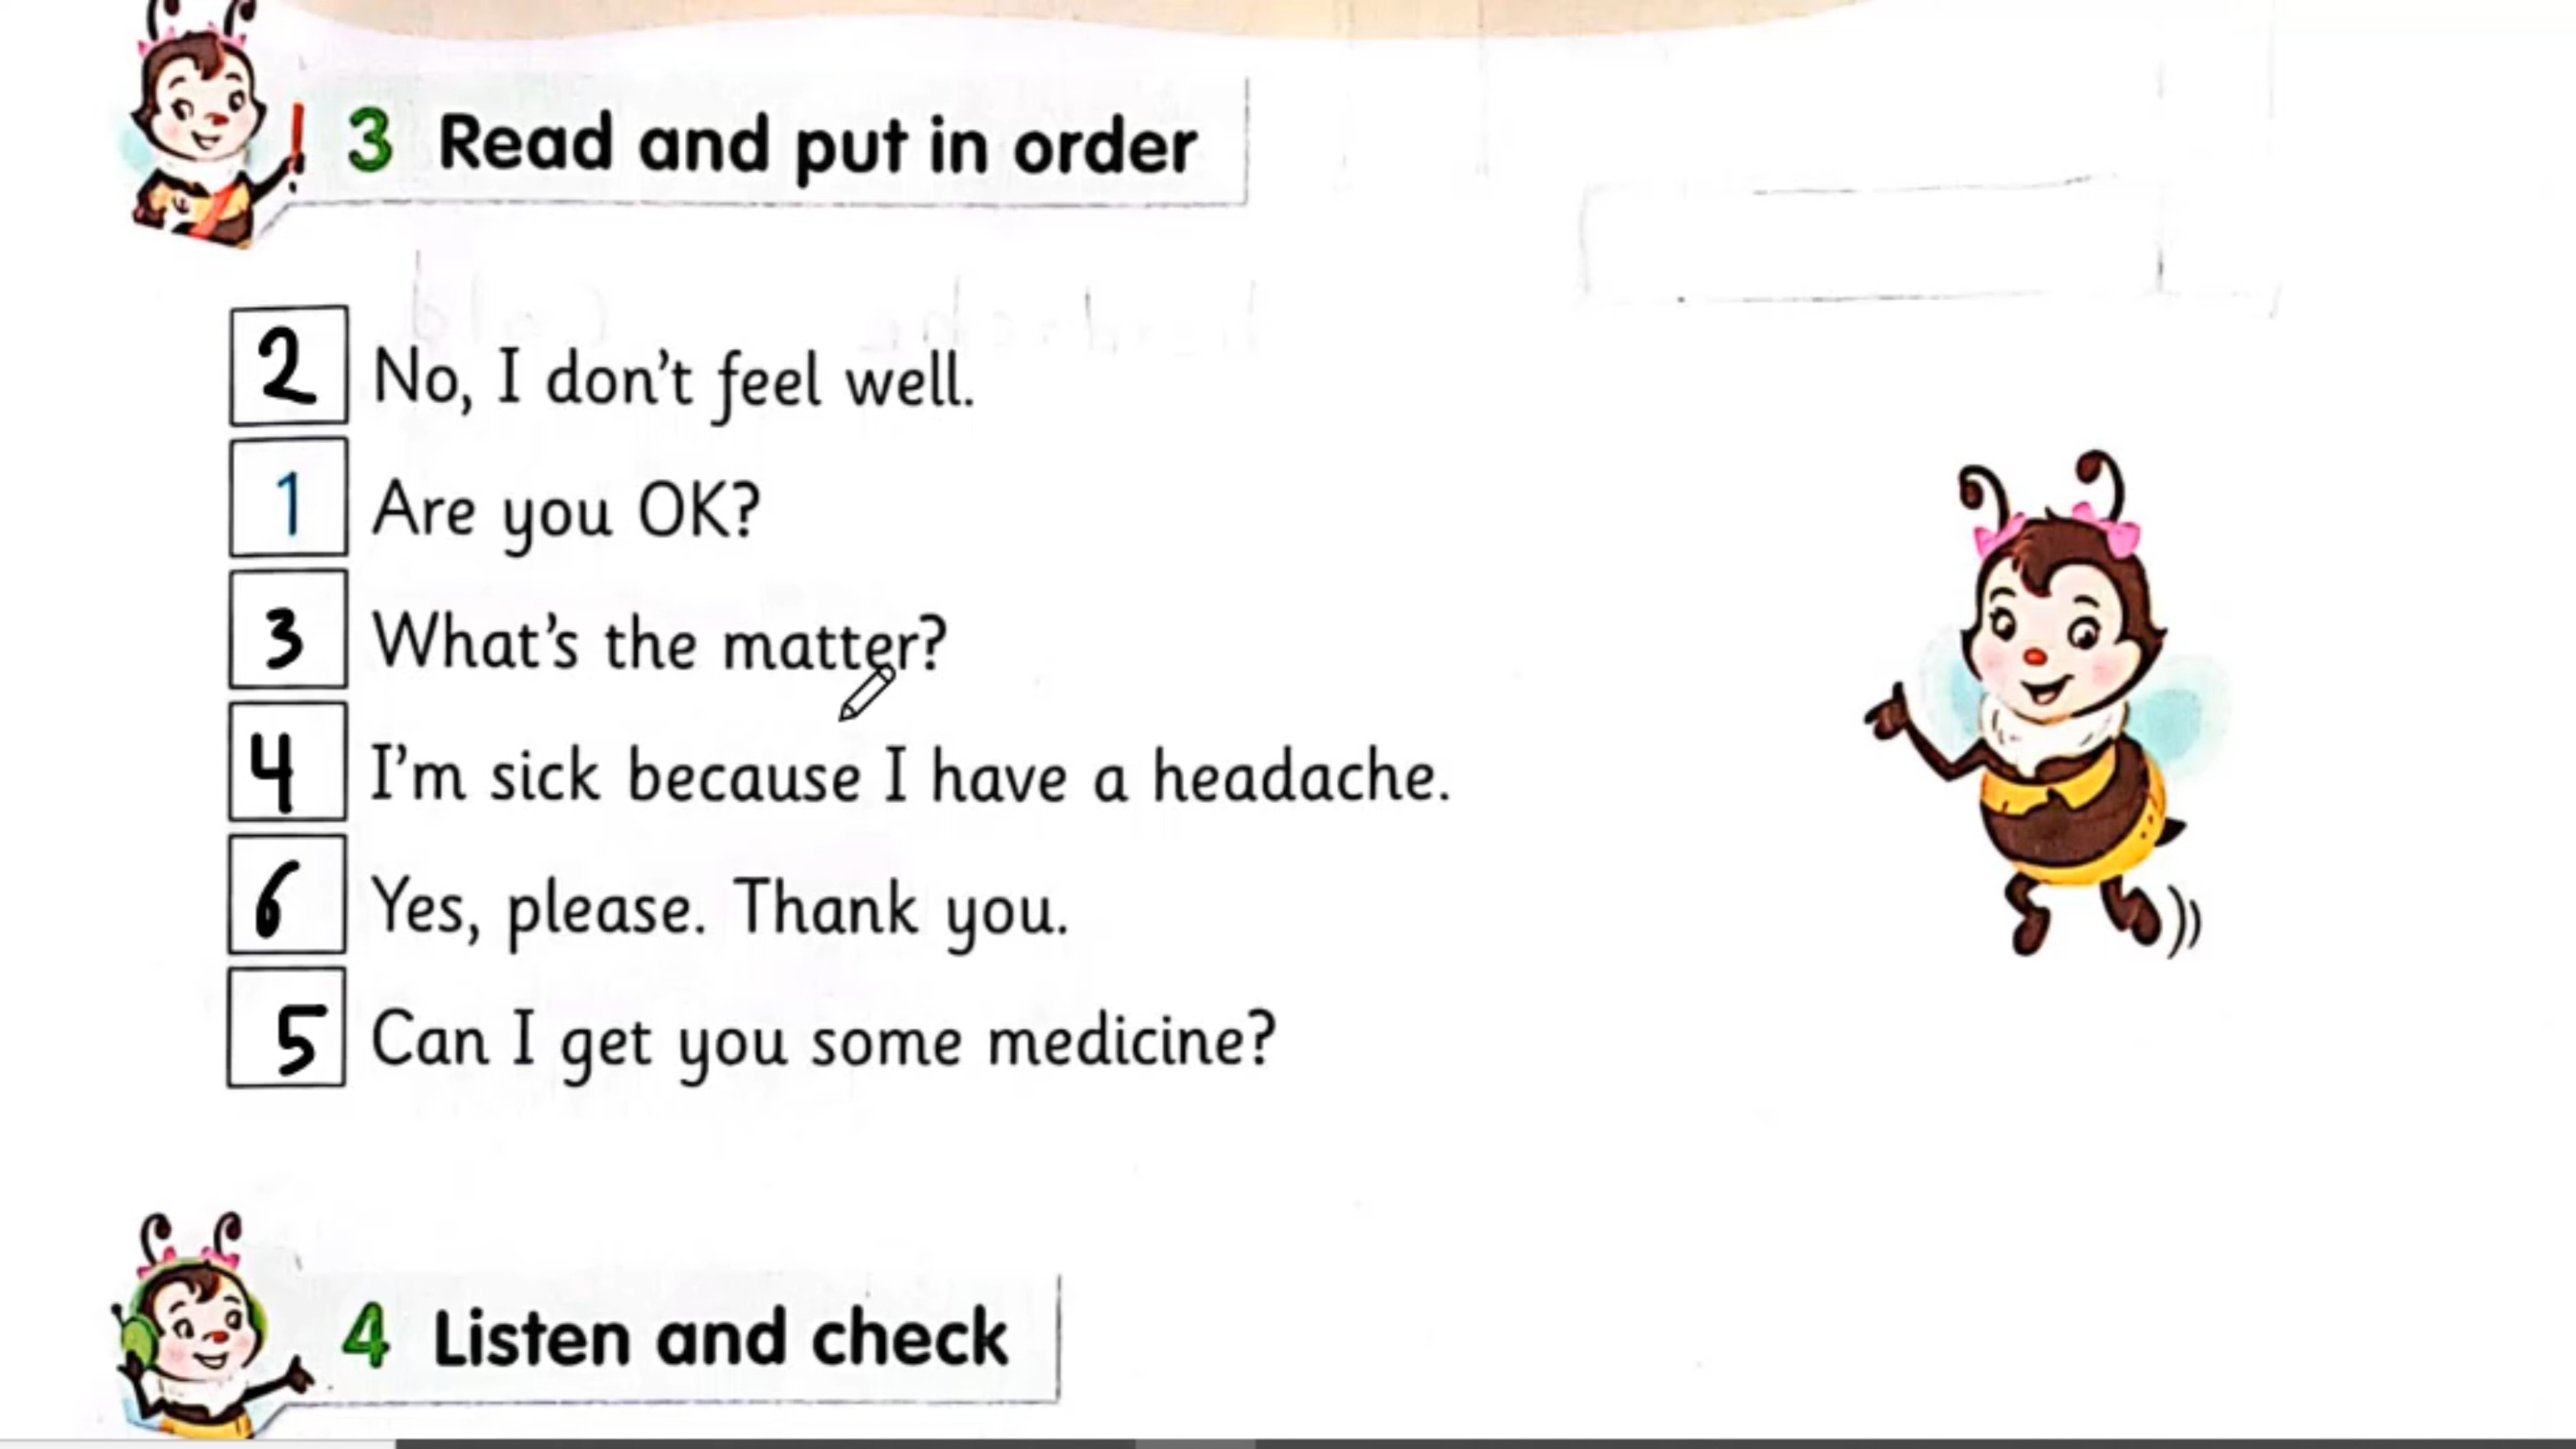 3 Read and put in order
2 No, I don't feel well.
1 Are you OK?
3 What's the matter?
4 I'm sick because I have a headache.
6 Yes, please. Thank you.
5 Can I get you some medicine?
4 Listen and check